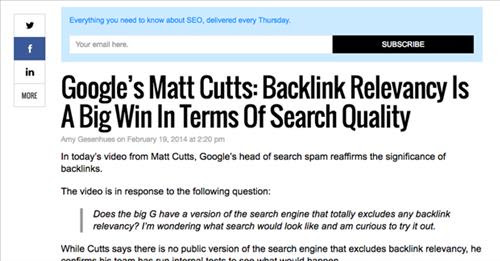 Everything you need to know about SEO, delivered every Thursday.
Your email here.
SUBSCRIBE
f
in
MORE
Google's Matt Cutts: Backlink Relevancy Is
A Big Win In Terms Of Search Quality
Amy Gesenhues on February 19, 2014 at 2:20 pm
In today's video from Matt Cutts, Google's head of search spam reaffirms the significance of
backlinks.
The video is in response to the following question:
Does the big G have a version of the search engine that totally excludes any backlink
relevancy? I'm wondering what search would look like and am curious to try it out.
While Cutts says there is no public version of the search engine that excludes backlink relevancy, he
confirms his team has run internal tests to see what would happen.